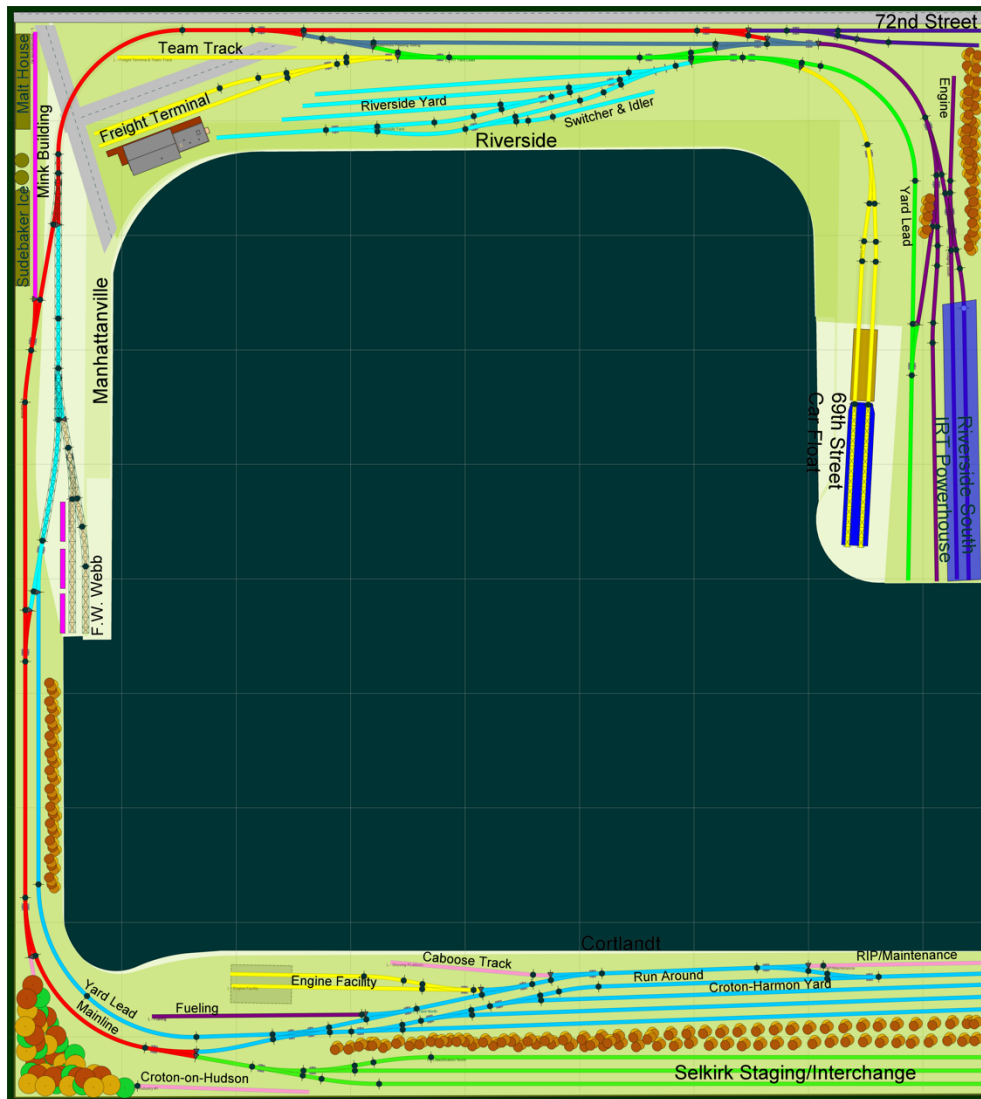 72nd Street
Team Track
Malt House
Mink Building
Freight Terminal
Riverside Yard
Switcher & Idler
Engine
Riverside
Sudebaker Ice
Yard Lead
Manhattanville
69th Street
Car Float
IRT Powerhouse
Riverside South
F.W. Webb
Cortlandt
Caboose Track
RIP/Maintenance
Engine Facility
Run Around
Croton-Harmon Yard
Yard Lead
Fueling
Mainline
Croton-on-Hudson
Selkirk Staging/Interchange